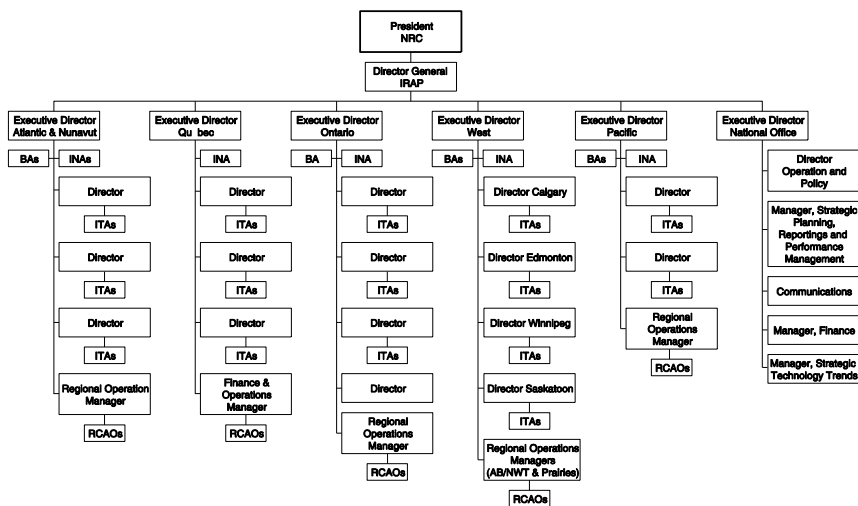 President
NRC
Director General
IRAP
Executive Director
Atlantic & Nunavut
BAs
INAs
Director
ITAs
Director
ITAs
Director
ITAs
Regional Operation
Manager
RCAOs
Executive Director
Qu bec
INA
Director
ITAs
Director
ITAs
Director
ITAs
Finance &
Operations
Manager
RCAOs
Executive Director
Ontario
BA
INA
Director
ITAs
Director
ITAs
Director
ITAs
Director
Regional
Operations
Manager
RCAOs
Executive Director
West
BAs
INA
Director Calgary
ITAs
Director Edmonton
ITAs
Director Winnipeg
ITAs
Director Saskatoon
ITAs
Regional Operations
Managers
(AB/NWT & Prairies)
RCAOs
Executive Director
Pacific
BAs
INA
Director
ITAs
Director
ITAs
Regional
Operations
Manager
RCAOs
Executive Director
National Office
Director
Operation and
Policy
Manager, Strategic
Planning,
Reportings and
Performance
Management
Communications
Manager, Finance
Manager, Strategic
Technology Trends